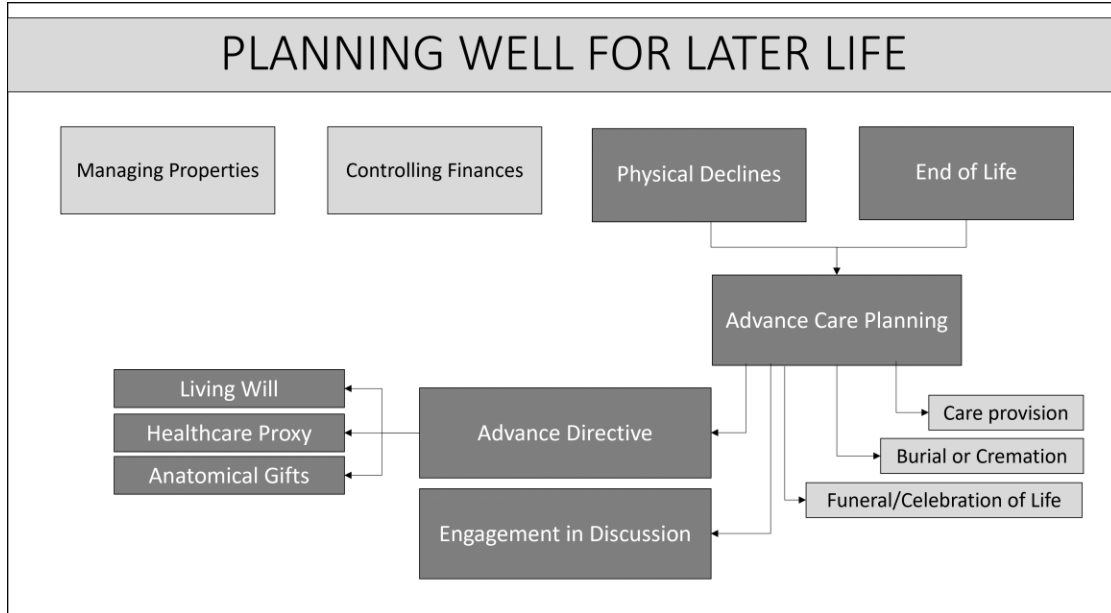 PLANNING WELL FOR LATER LIFE
Managing Properties
Controlling Finances
Physical Declines
End of Life
Advance Care Planning
Living Will
Healthcare Proxy
Anatomical Gifts
Advance Directive
Engagement in Discussion
Care provision
Burial or Cremation
Funeral/Celebration of Life